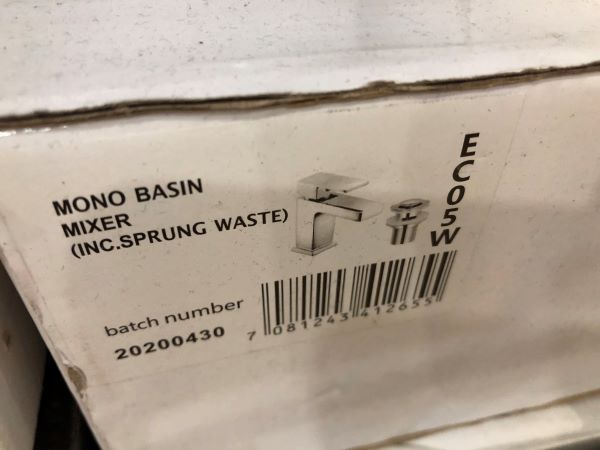 MONO BASIN
MIXER
(INC.SPRUNG WASTE)
EC05W
batch number
20200430
7 081243 412655